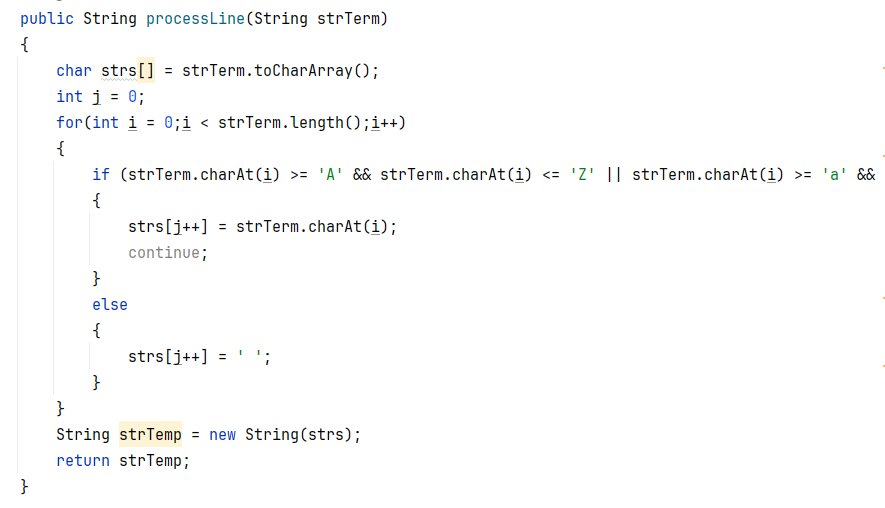 public String processLine(String strTerm)
{
    char strs[] = strTerm.toCharArray();
    int j = 0;
    for(int i = 0;i < strTerm.length();i++)
    {
        if (strTerm.charAt(i) >= 'A' && strTerm.charAt(i) <= 'Z' || strTerm.charAt(i) >= 'a' &&
        {
            strs[j++] = strTerm.charAt(i);
            continue;
        }
        else
        {
            strs[j++] = ' ';
        }
    }
    String strTemp = new String(strs);
    return strTemp;
}